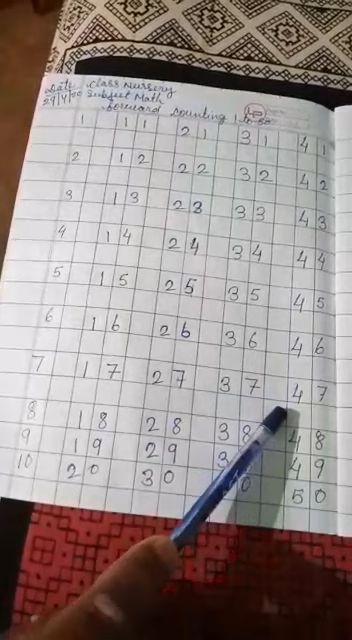 Date Class Nursery
29/4/20 Subject Math
forward counting 1 to 50
1 11 21 31 41
2 12 22 32 42
3 13 23 33 43
4 14 24 34 44
5 15 25 35 45
6 16 26 36 46
7 17 27 37 47
8 18 28 38 48
9 19 29 3 49
10 20 30 0 50